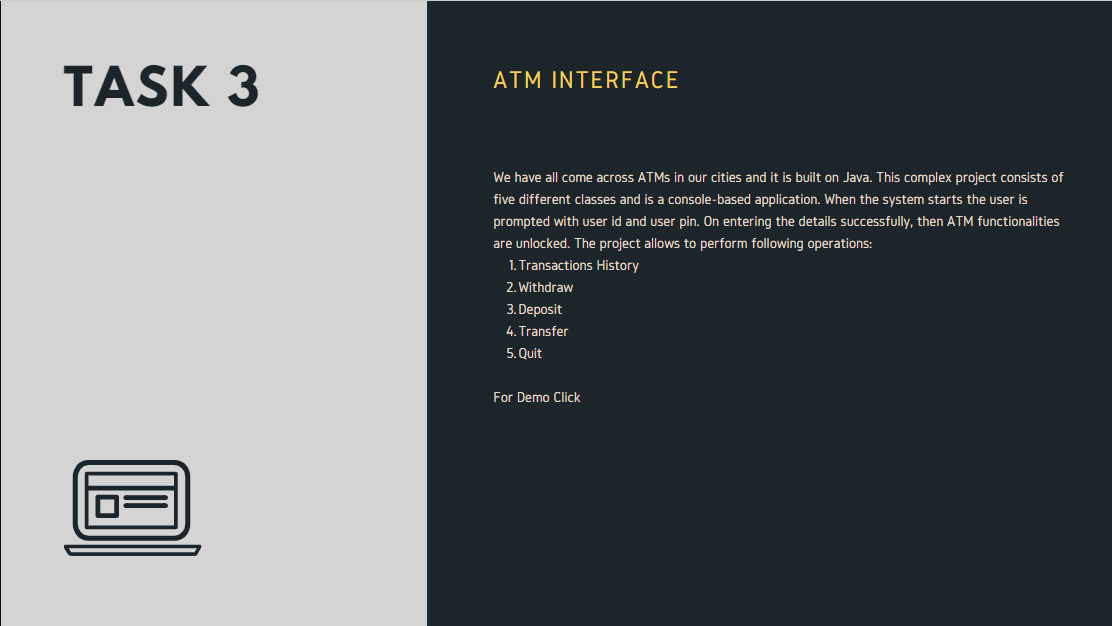 TASK 3
ATM INTERFACE
We have all come across ATMs in our cities and it is built on Java. This complex project consists of
five different classes and is a console-based application. When the system starts the user is
prompted with user id and user pin. On entering the details successfully, then ATM functionalities
are unlocked. The project allows to perform following operations:
1. Transactions History
2. Withdraw
3. Deposit
4. Transfer
5. Quit
For Demo Click